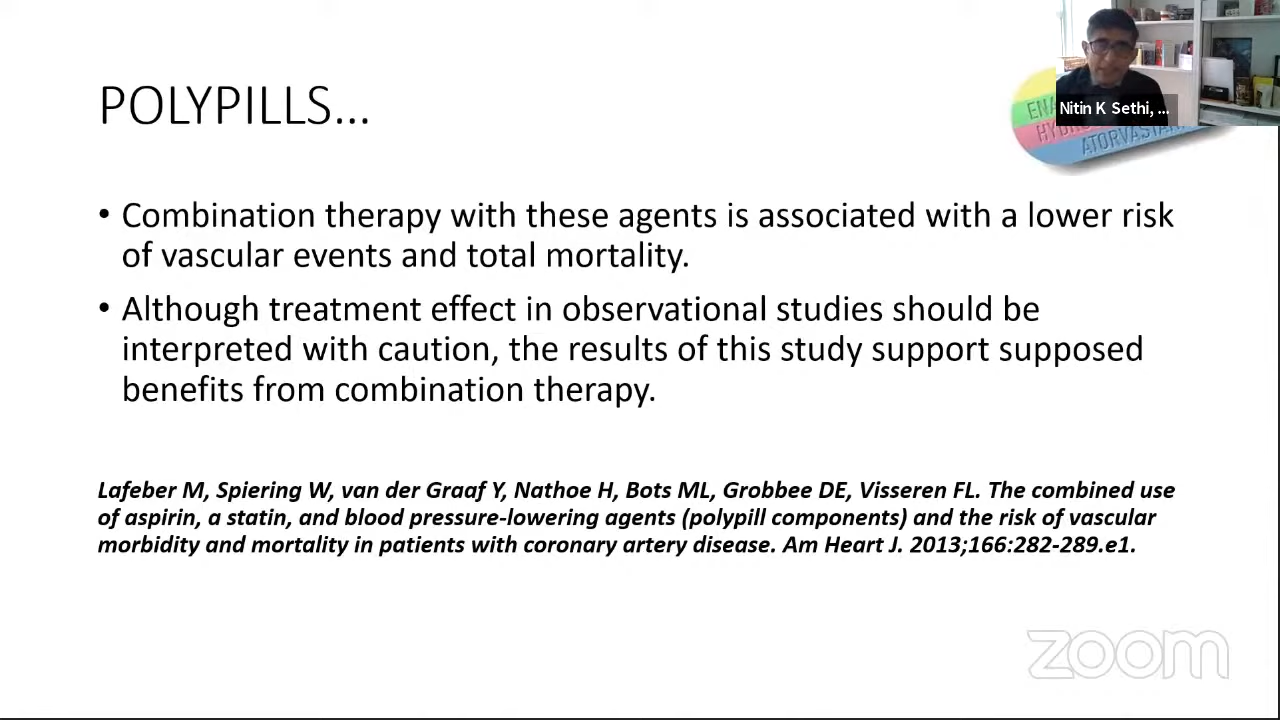 POLYPILLS...
Nitin K Sethi, ...
ATORVASTA
• Combination therapy with these agents is associated with a lower risk
of vascular events and total mortality.
• Although treatment effect in observational studies should be
interpreted with caution, the results of this study support supposed
benefits from combination therapy.
Lafeber M, Spiering W, van der Graaf Y, Nathoe H, Bots ML, Grobbee DE, Visseren FL. The combined use
of aspirin, a statin, and blood pressure-lowering agents (polypill components) and the risk of vascular
morbidity and mortality in patients with coronary artery disease. Am Heart J. 2013;166:282-289.e1.
zoom